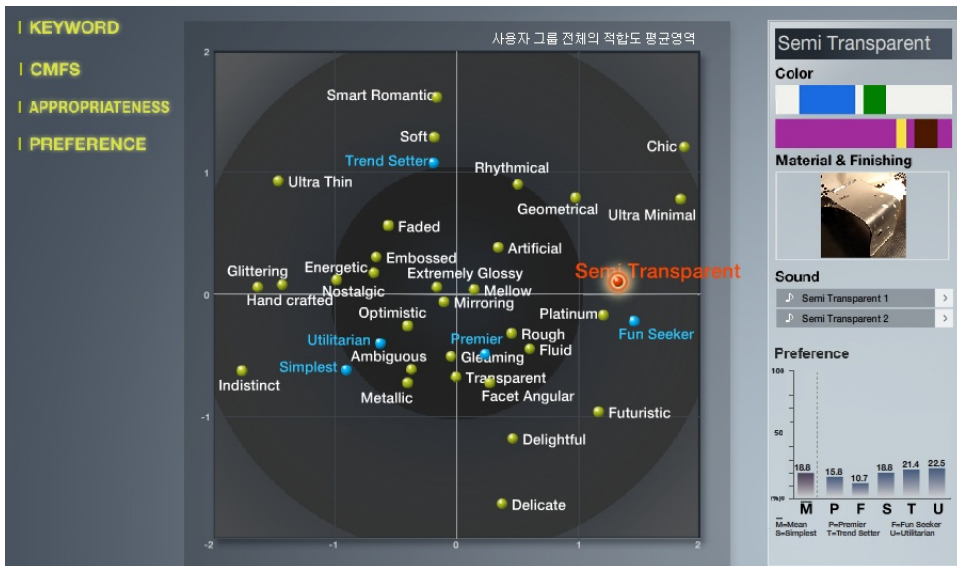 KEYWORD
CMFS
APPROPRIATENESS
PREFERENCE
사용자 그룹 전체의 적합도 평균영역
2
Smart Romantic
Soft
Trend Setter
Chic
Rhythmical
1
Ultra Thin
Geometrical
Ultra Minimal
Faded
Artificial
Embossed
Energetic
Glittering
Extremely Glossy
Semi Transparent
Nostalgic
Mellow
0
Hand crafted
Mirroring
Optimistic
Platinum
Utilitarian
Premier
Rough
Fun Seeker
Fluid
Simplest
Ambiguous
Gleaming
Indistinct
Transparent
Metallic
Facet Angular
Futuristic
-1
Delightful
Delicate
-2
-2
-1
0
1
2
Semi Transparent
Color
Material & Finishing
Sound
Semi Transparent 1
Semi Transparent 2
Preference
100
50
18.8 15.8 10.7 18.8 21.4 22.5
M P F S T U
M=Mean P=Premier F=Fun Seeker
S=Simplest T=Trend Setter U=Utilitarian